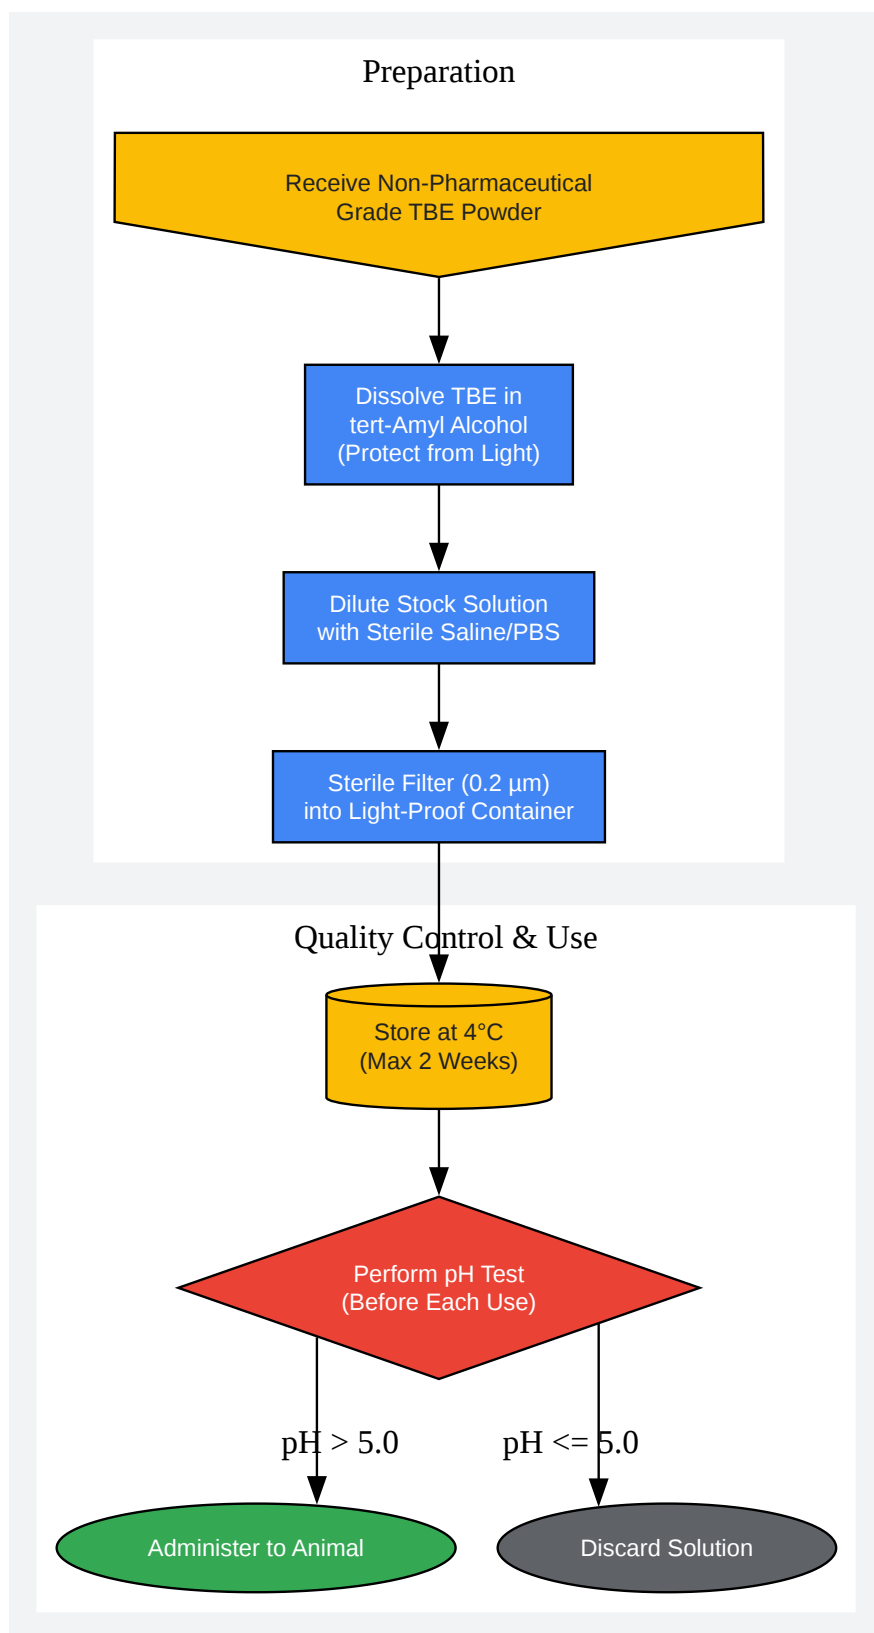 Preparation
Receive Non-Pharmaceutical
Grade TBE Powder
Dissolve TBE in
tert-Amyl Alcohol
(Protect from Light)
Dilute Stock Solution
with Sterile Saline/PBS
Sterile Filter (0.2 µm)
into Light-Proof Container
Quality Control & Use
Store at 4°C
(Max 2 Weeks)
Perform pH Test
(Before Each Use)
pH > 5.0
pH <= 5.0
Administer to Animal
Discard Solution